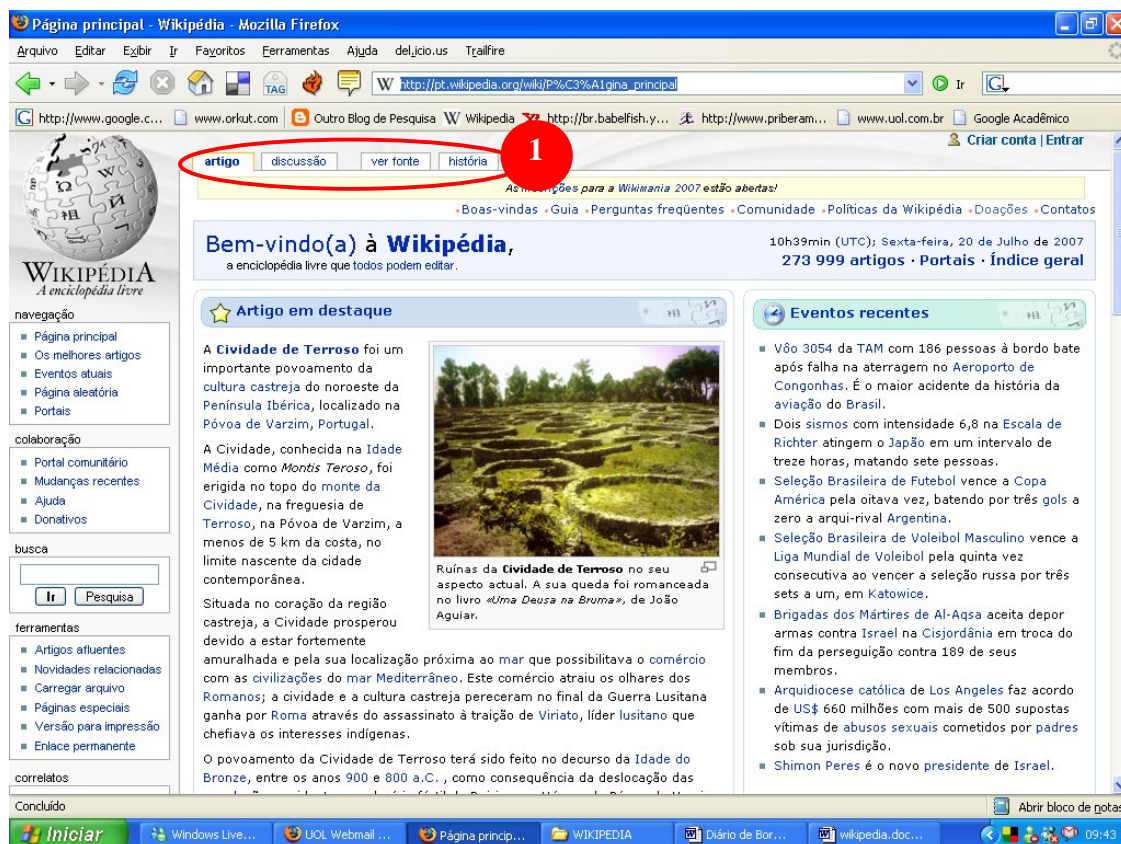 Página principal - Wikipédia - Mozilla Firefox
Arquivo Editar Exibir Ir Favoritos Ferramentas Ajuda del.icio.us Trailfire
TAG W http://pt.wikipedia.org/wiki/P%C3%A1gina_principal Ir G
G http://www.google.c... www.orkut.com Outro Blog de Pesquisa W Wikipedia http://br.babelfish.y... http://www.priberam... www.uol.com.br Google Acadêmico
Criar conta | Entrar
artigo discussão ver fonte história 1
As inscrições para a Wikimania 2007 estão abertas!
Boas-vindas Guia Perguntas freqüentes Comunidade Políticas da Wikipédia Doações Contatos
Bem-vindo(a) à Wikipédia,
a enciclopédia livre que todos podem editar.
10h39min (UTC); Sexta-feira, 20 de Julho de 2007
273 999 artigos · Portais · Índice geral
WIKIPÉDIA
A enciclopédia livre
navegação
Página principal
Os melhores artigos
Eventos atuais
Página aleatória
Portais
colaboração
Portal comunitário
Mudanças recentes
Ajuda
Donativos
busca
Ir Pesquisa
ferramentas
Artigos afluentes
Novidades relacionadas
Carregar arquivo
Páginas especiais
Versão para impressão
Enlace permanente
correlatos
Artigo em destaque
A Cividade de Terroso foi um
importante povoamento da
cultura castreja do noroeste da
Península Ibérica, localizado na
Póvoa de Varzim, Portugal.
A Cividade, conhecida na Idade
Média como Montis Teroso, foi
erigida no topo do monte da
Cividade, na freguesia de
Terroso, na Póvoa de Varzim, a
menos de 5 km da costa, no
limite nascente da cidade
contemporânea.
Situada no coração da região
castreja, a Cividade prosperou
devido a estar fortemente
amuralhada e pela sua localização próxima ao mar que possibilitava o comércio
com as civilizações do mar Mediterrâneo. Este comércio atraiu os olhares dos
Romanos; a cividade e a cultura castreja pereceram no final da Guerra Lusitana
ganha por Roma através do assassinato à traição de Viriato, líder lusitano que
chefiava os interesses indígenas.
O povoamento da Cividade de Terroso terá sido feito no decurso da Idade do
Bronze, entre os anos 900 e 800 a.C. , como consequência da deslocação das
Ruínas da Cividade de Terroso no seu
aspecto actual. A sua queda foi romanceada
no livro «Uma Deusa na Bruma», de João
Aguiar.
Eventos recentes
Vôo 3054 da TAM com 186 pessoas à bordo bate
após falha na aterragem no Aeroporto de
Congonhas. É o maior acidente da história da
aviação do Brasil.
Dois sismos com intensidade 6,8 na Escala de
Richter atingem o Japão em um intervalo de
treze horas, matando sete pessoas.
Seleção Brasileira de Futebol vence a Copa
América pela oitava vez, batendo por três gols a
zero a arqui-rival Argentina.
Seleção Brasileira de Voleibol Masculino vence a
Liga Mundial de Voleibol pela quinta vez
consecutiva ao vencer a seleção russa por três
sets a um, em Katowice.
Brigadas dos Mártires de Al-Aqsa aceita depor
armas contra Israel na Cisjordânia em troca do
fim da perseguição contra 189 de seus
membros.
Arquidiocese católica de Los Angeles faz acordo
de US$ 660 milhões com mais de 500 supostas
vítimas de abusos sexuais cometidos por padres
sob sua jurisdição.
Shimon Peres é o novo presidente de Israel.
Concluído Abrir bloco de notas
Iniciar Windows Live... UOL Webmail ... Página princip... WIKIPEDIA Diário de Bor... wikipedia.doc... 09:43